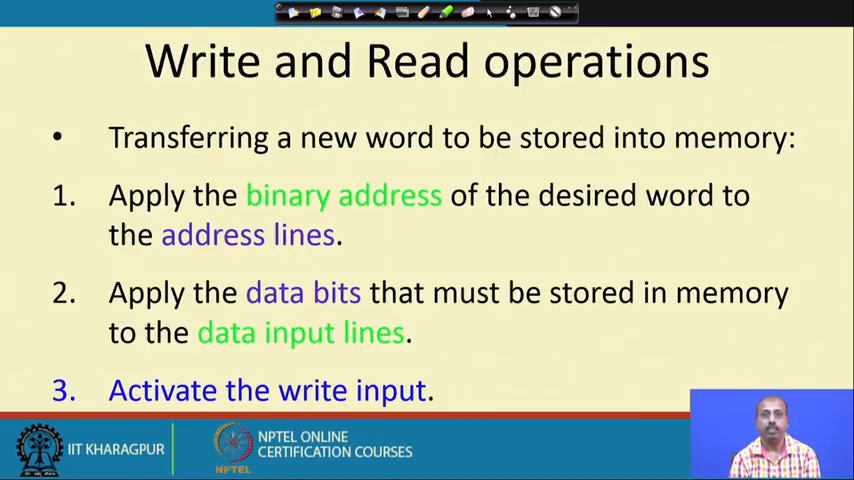 Write and Read operations
• Transferring a new word to be stored into memory:
1. Apply the binary address of the desired word to
the address lines.
2. Apply the data bits that must be stored in memory
to the data input lines.
3. Activate the write input.
IIT KHARAGPUR
NPTEL ONLINE
CERTIFICATION COURSES
NPTEL